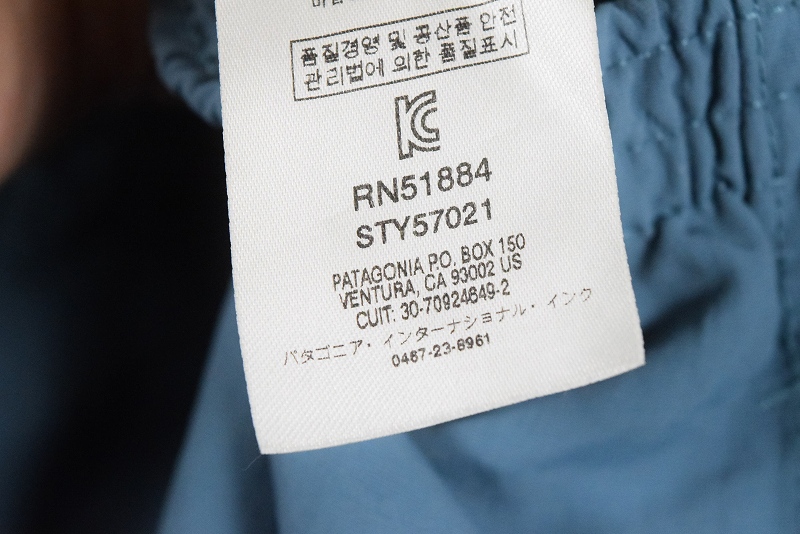 품질경영 및 공산품 안전
관리법에 의한 품질표시
RN51884
STY57021
PATAGONIA P.O. BOX 150
VENTURA, CA 93002 US
CUIT: 30-70924649-2
パタゴニア・インターナショナル・インク
0467-23-8961